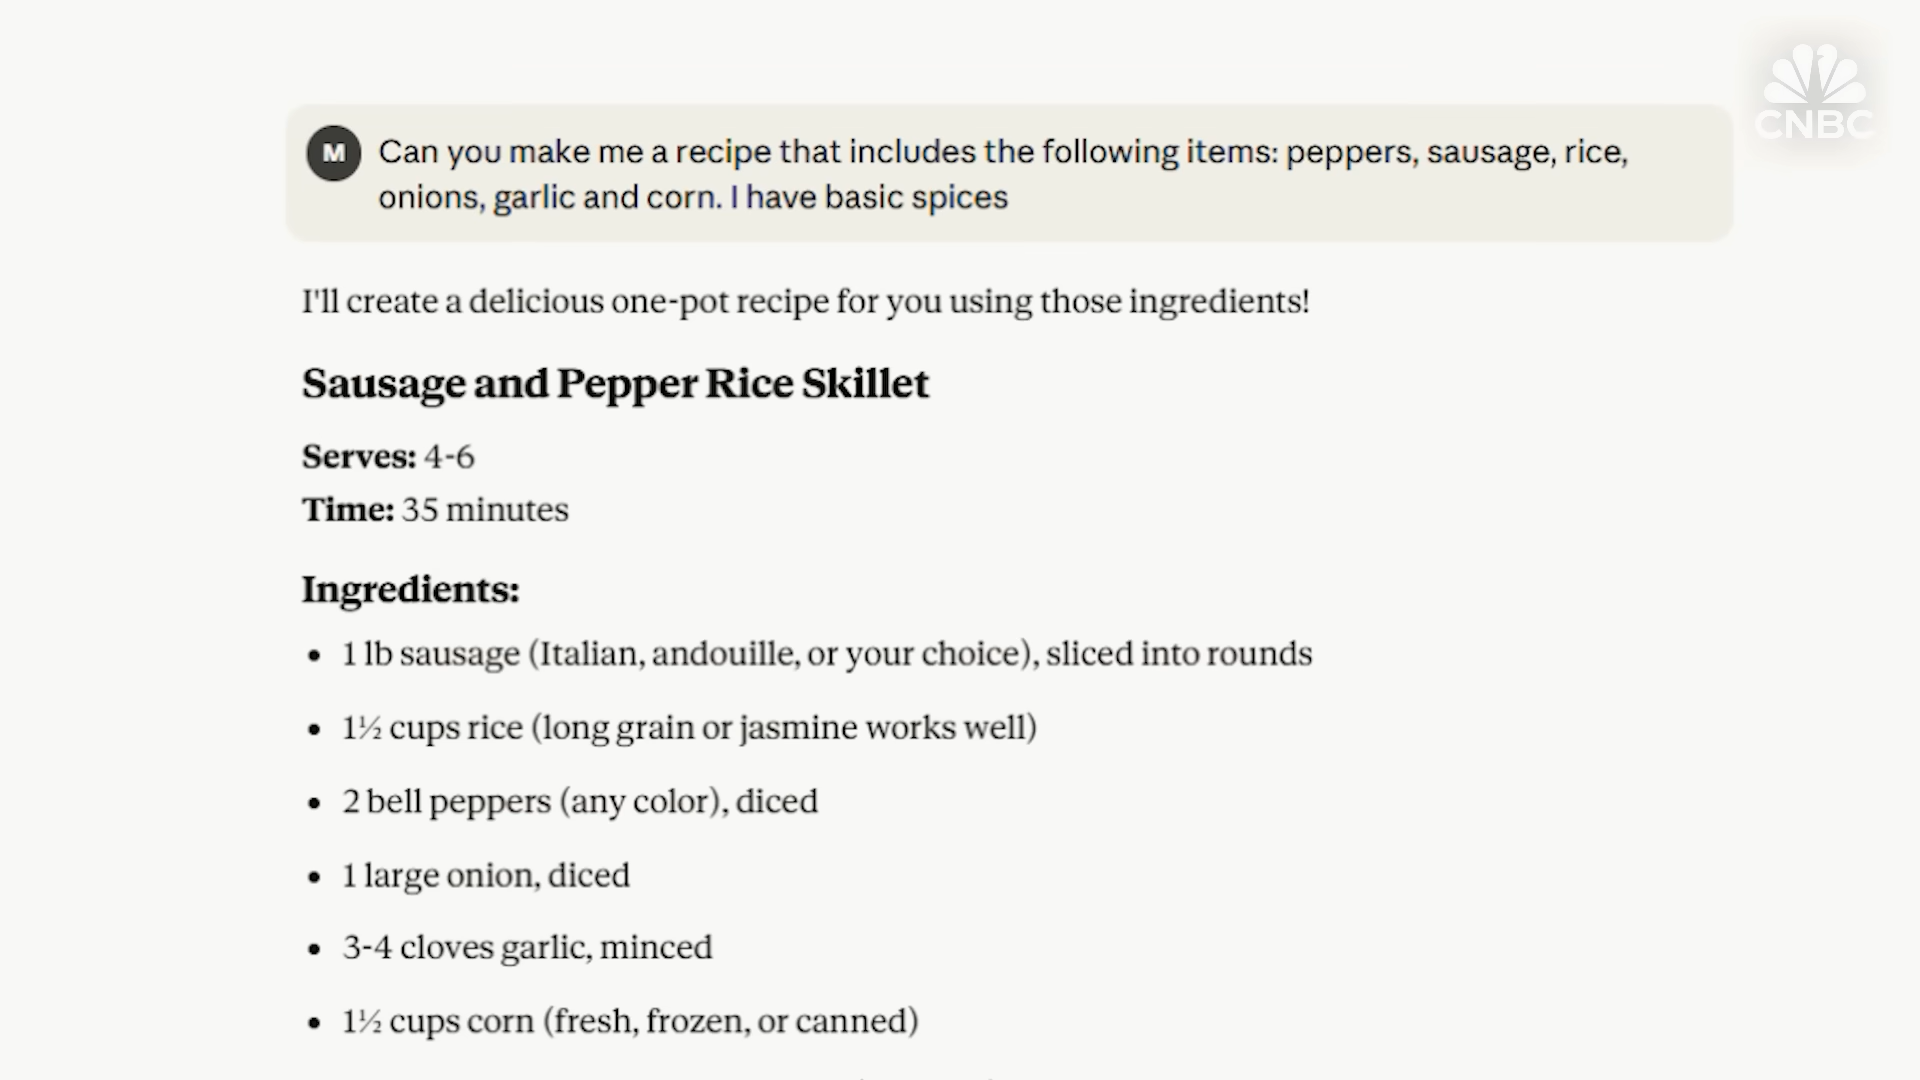 CNBC
M
Can you make me a recipe that includes the following items: peppers, sausage, rice,
onions, garlic and corn. I have basic spices
I'll create a delicious one-pot recipe for you using those ingredients!
Sausage and Pepper Rice Skillet
Serves: 4-6
Time: 35 minutes
Ingredients:
• 1 lb sausage (Italian, andouille, or your choice), sliced into rounds
• 1½ cups rice (long grain or jasmine works well)
• 2 bell peppers (any color), diced
• 1 large onion, diced
• 3-4 cloves garlic, minced
• 1½ cups corn (fresh, frozen, or canned)